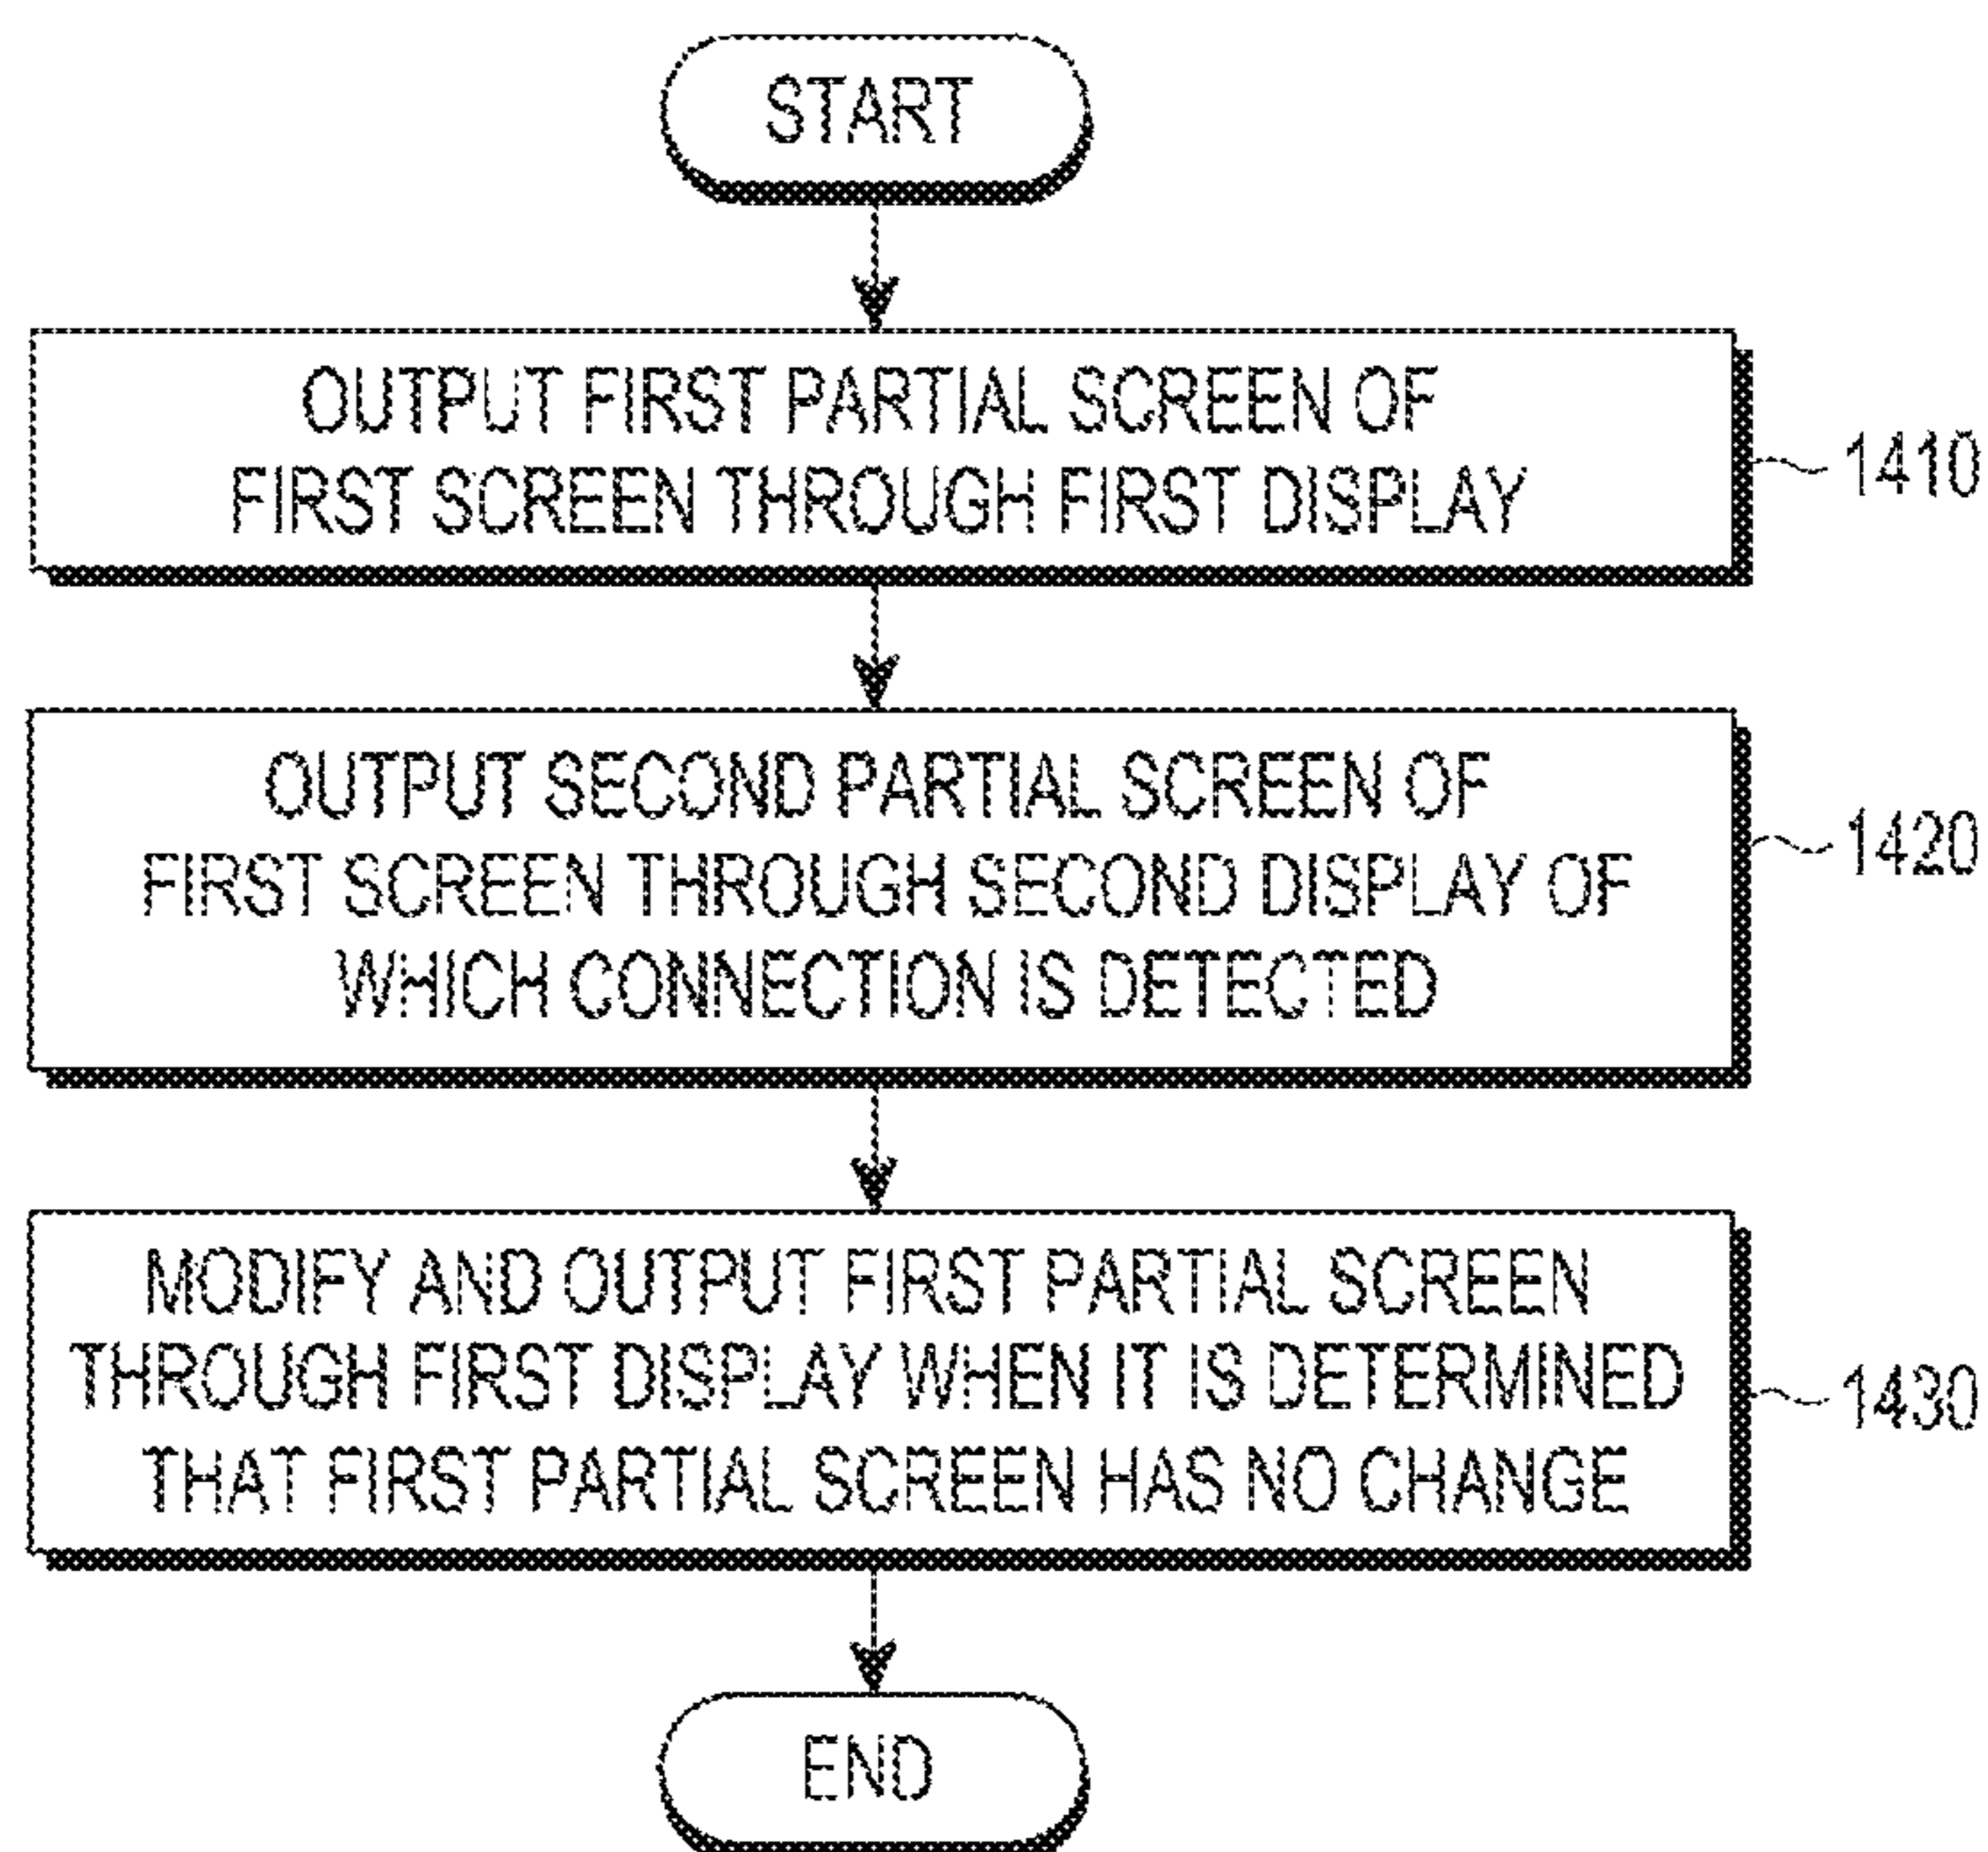 START
OUTPUT FIRST PARTIAL SCREEN OF
FIRST SCREEN THROUGH FIRST DISPLAY
1410
OUTPUT SECOND PARTIAL SCREEN OF
FIRST SCREEN THROUGH SECOND DISPLAY OF
WHICH CONNECTION IS DETECTED
1420
MODIFY AND OUTPUT FIRST PARTIAL SCREEN
THROUGH FIRST DISPLAY WHEN IT IS DETERMINED
THAT FIRST PARTIAL SCREEN HAS NO CHANGE
1430
END